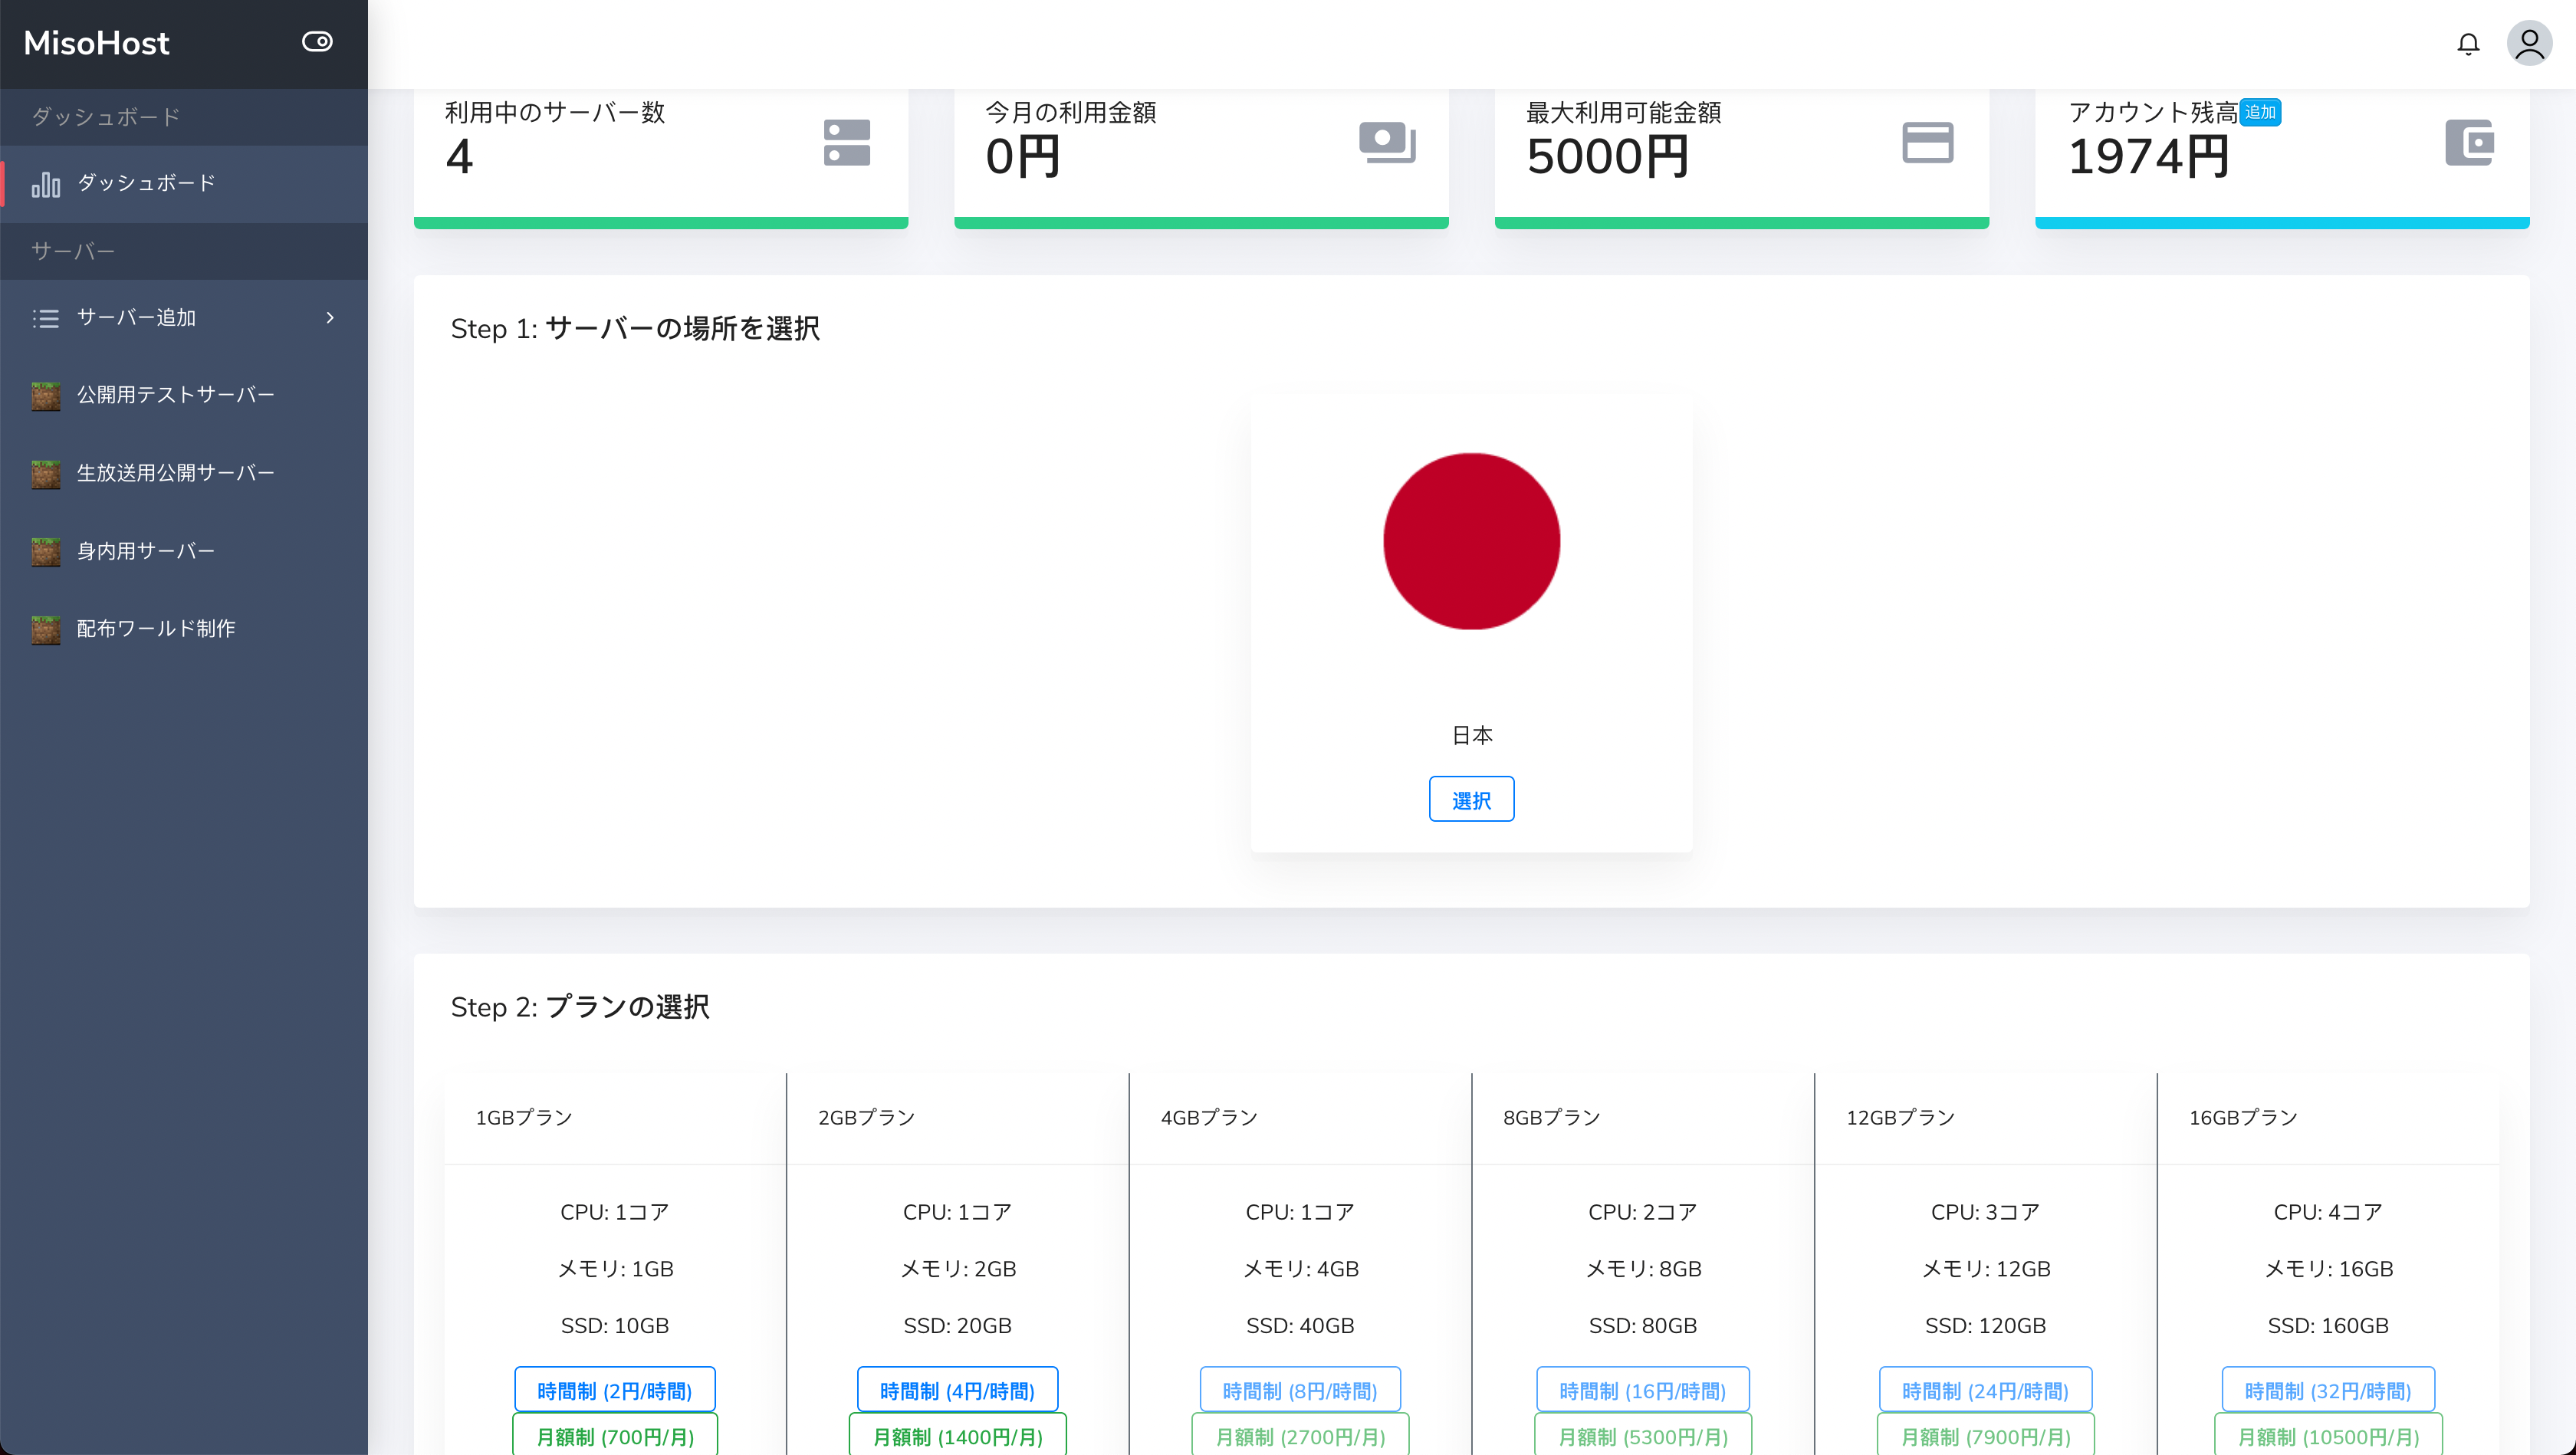 MisoHost
ダッシュボード
ダッシュボード
サーバー
サーバー追加
公開用テストサーバー
生放送用公開サーバー
身内用サーバー
配布ワールド制作
利用中のサーバー数
4
今月の利用金額
0円
最大利用可能金額
5000円
アカウント残高 追加
1974円
Step 1: サーバーの場所を選択
日本
選択
Step 2: プランの選択
1GBプラン
CPU: 1コア
メモリ: 1GB
SSD: 10GB
時間制 (2円/時間)
月額制 (700円/月)
2GBプラン
CPU: 1コア
メモリ: 2GB
SSD: 20GB
時間制 (4円/時間)
月額制 (1400円/月)
4GBプラン
CPU: 1コア
メモリ: 4GB
SSD: 40GB
時間制 (8円/時間)
月額制 (2700円/月)
8GBプラン
CPU: 2コア
メモリ: 8GB
SSD: 80GB
時間制 (16円/時間)
月額制 (5300円/月)
12GBプラン
CPU: 3コア
メモリ: 12GB
SSD: 120GB
時間制 (24円/時間)
月額制 (7900円/月)
16GBプラン
CPU: 4コア
メモリ: 16GB
SSD: 160GB
時間制 (32円/時間)
月額制 (10500円/月)